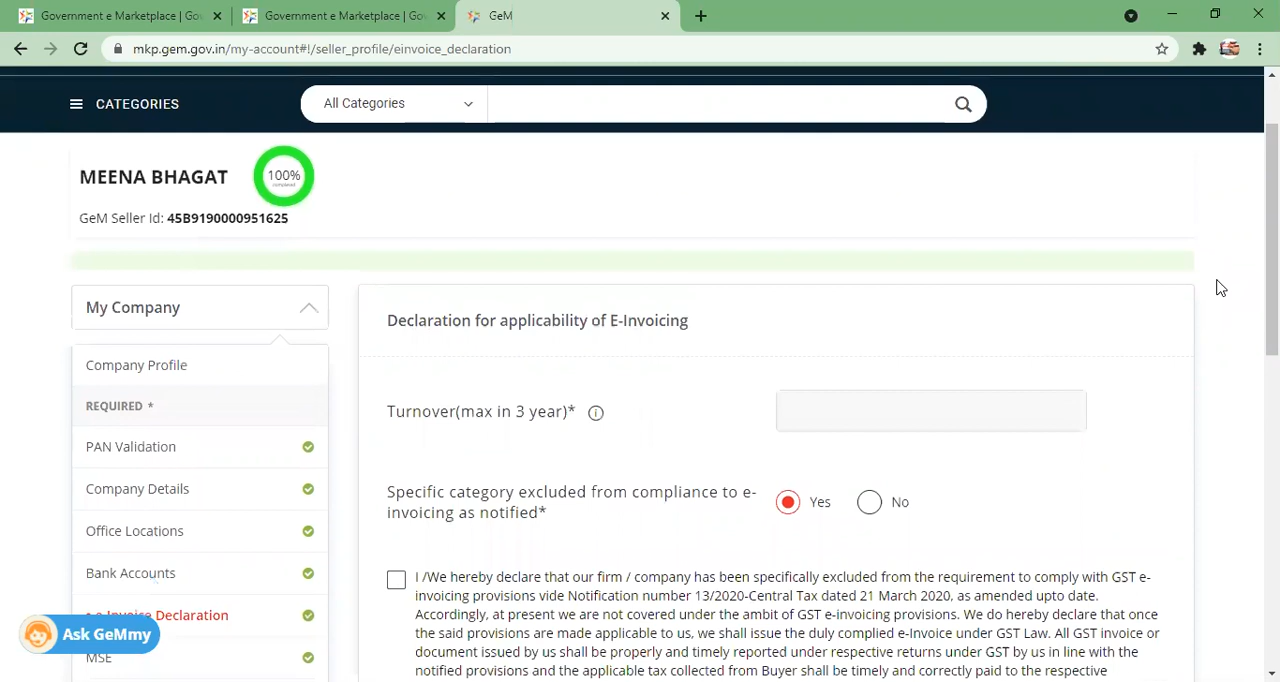 Government e Marketplace | Go
Government e Marketplace | Go
GeM
mkp.gem.gov.in/my-account#!/seller_profile/einvoice_declaration
CATEGORIES
All Categories
MEENA BHAGAT
100%
completed
GeM Seller Id: 45B9190000951625
My Company
Company Profile
REQUIRED *
PAN Validation
Company Details
Office Locations
Bank Accounts
e-Invoice Declaration
Ask GeMmy
MSE
Declaration for applicability of E-Invoicing
Turnover(max in 3 year)*
Specific category excluded from compliance to e-
invoicing as notified*
Yes
No
I /We hereby declare that our firm / company has been specifically excluded from the requirement to comply with GST e-
invoicing provisions vide Notification number 13/2020-Central Tax dated 21 March 2020, as amended upto date.
Accordingly, at present we are not covered under the ambit of GST e-Invoicing provisions. We do hereby declare that once
the said provisions are made applicable to us, we shall issue the duly complied e-Invoice under GST Law. All GST invoice or
document issued by us shall be properly and timely reported under respective returns under GST by us in line with the
notified provisions and the applicable tax collected from Buyer shall be timely and correctly paid to the respective